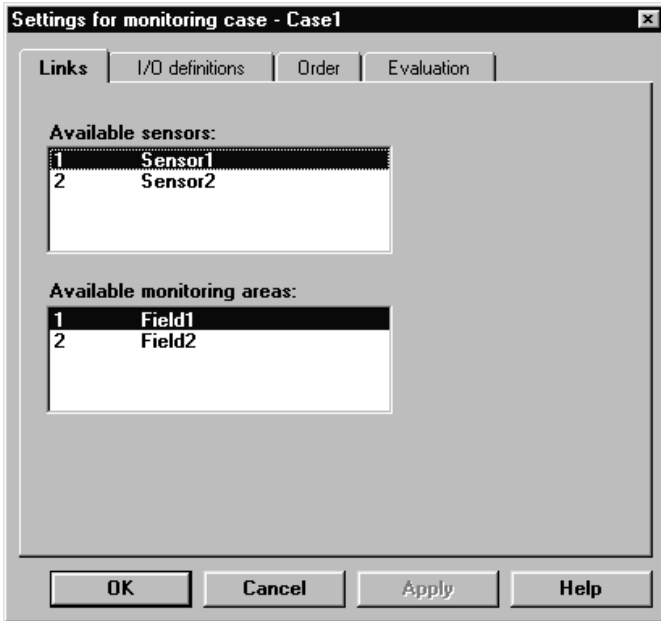 Settings for monitoring case - Case1
Links I/O definitions Order Evaluation
Available sensors:
1 Sensor1
2 Sensor2
Available monitoring areas:
1 Field1
2 Field2
OK Cancel Apply Help